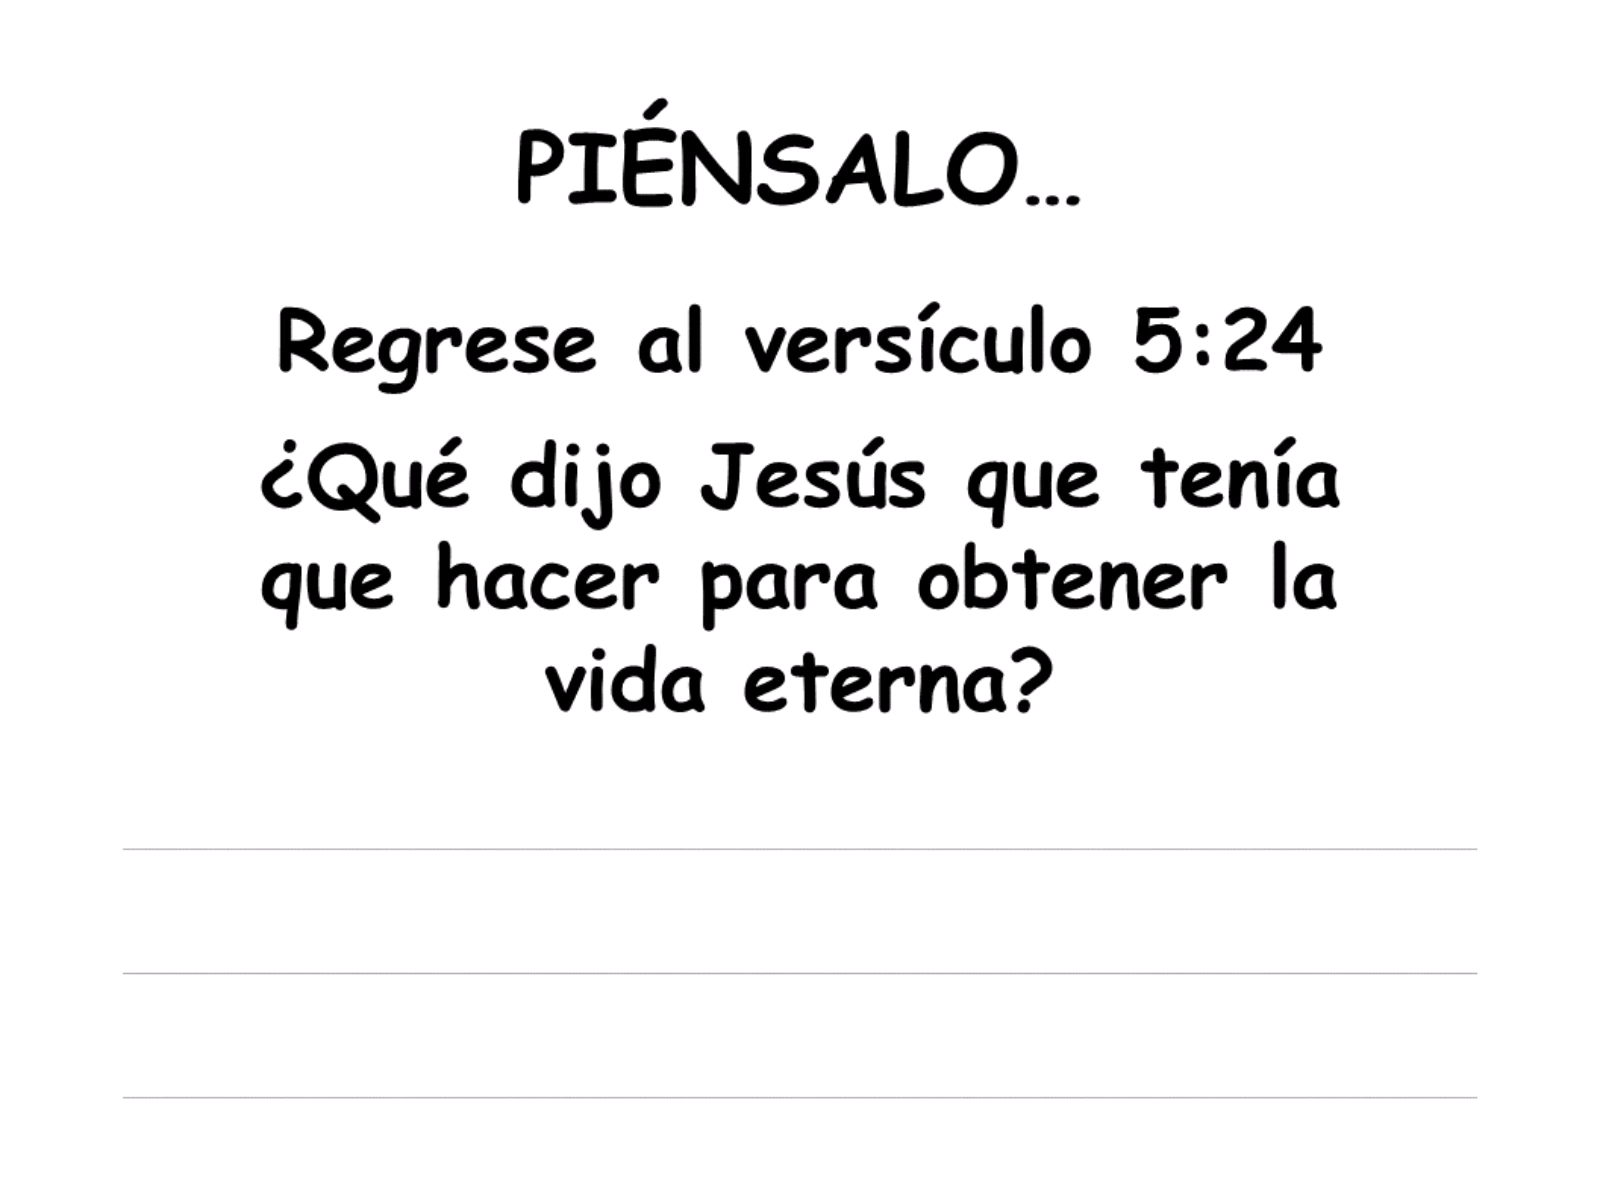 PIÉNSALO...
Regrese al versículo 5:24
¿Qué dijo Jesús que tenía
que hacer para obtener la
vida eterna?